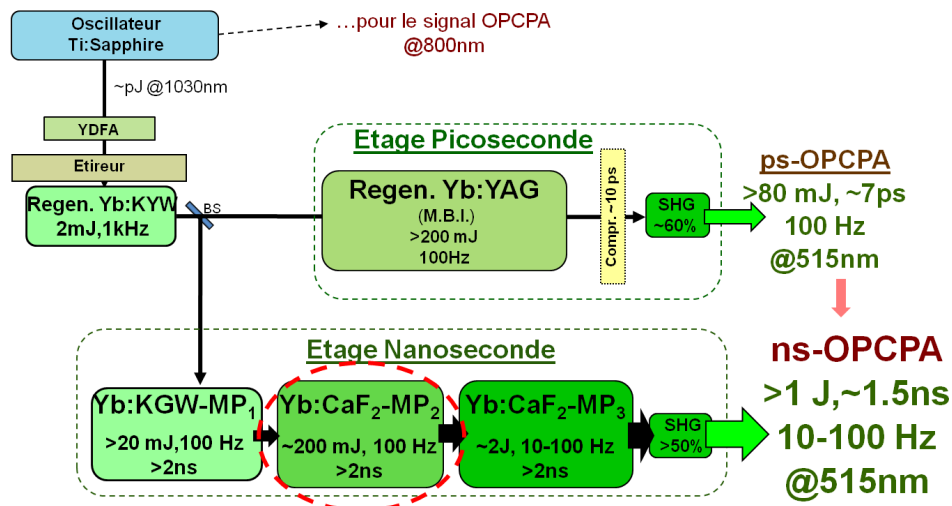 Oscillateur
Ti:Sapphire
…pour le signal OPCPA
@800nm
~pJ @1030nm
YDFA
Etireur
Regen. Yb:KYW
2mJ,1kHz
BS
Etage Picoseconde
Regen. Yb:YAG
(M.B.I.)
>200 mJ
100Hz
Compr. ~10 ps
SHG
~60%
ps-OPCPA
>80 mJ, ~7ps
100 Hz
@515nm
Etage Nanoseconde
Yb:KGW-MP₁
>20 mJ,100 Hz
>2ns
Yb:CaF₂-MP₂
~200 mJ, 100 Hz
>2ns
Yb:CaF₂-MP₃
~2J, 10-100 Hz
>2ns
SHG
>50%
ns-OPCPA
>1 J,~1.5ns
10-100 Hz
@515nm